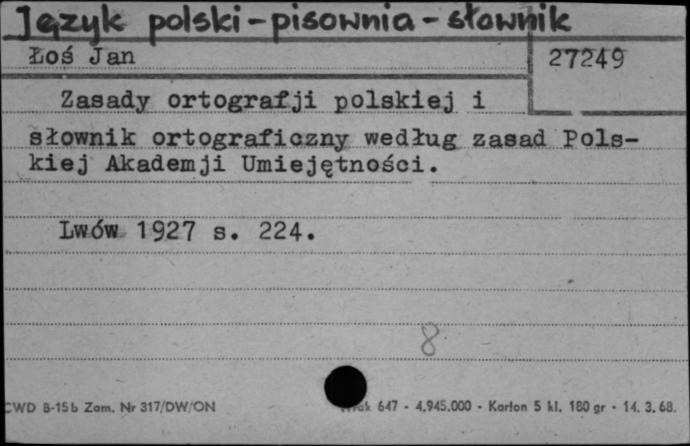 Język polski-pisownia-słownik
Łoś Jan
27249
Zasady ortografji polskiej i
słownik ortograficzny według zasad Pols-
kiej Akademji Umiejętności.
Lwów 1927 s. 224.
8
CWD B-15b Zam. Nr 317/DW/ON
647 - 4.945.000 - Karton 5 kl. 180 gr - 14. 3. 68.